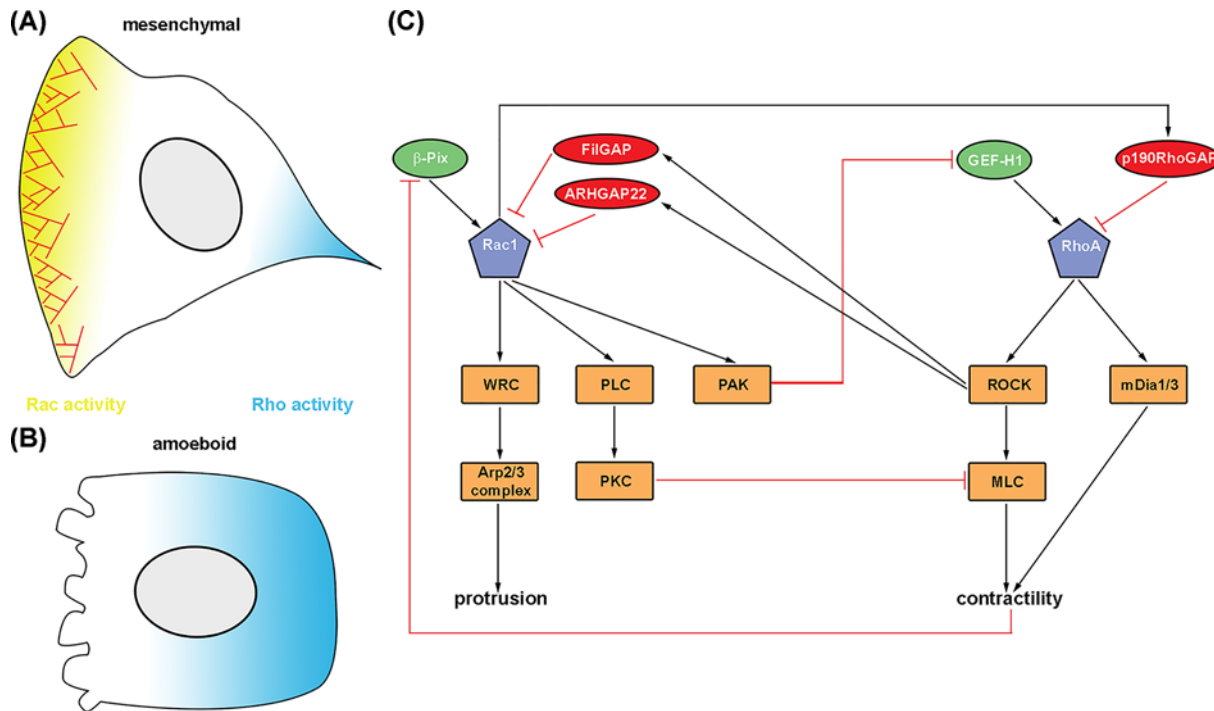 (A)
mesenchymal
Rac activity
Rho activity
(B)
amoeboid
(C)
β-Pix
FilGAP
ARHGAP22
GEF-H1
p190RhoGAP
Rac1
RhoA
WRC
PLC
PAK
ROCK
mDia1/3
Arp2/3
complex
PKC
MLC
protrusion
contractility